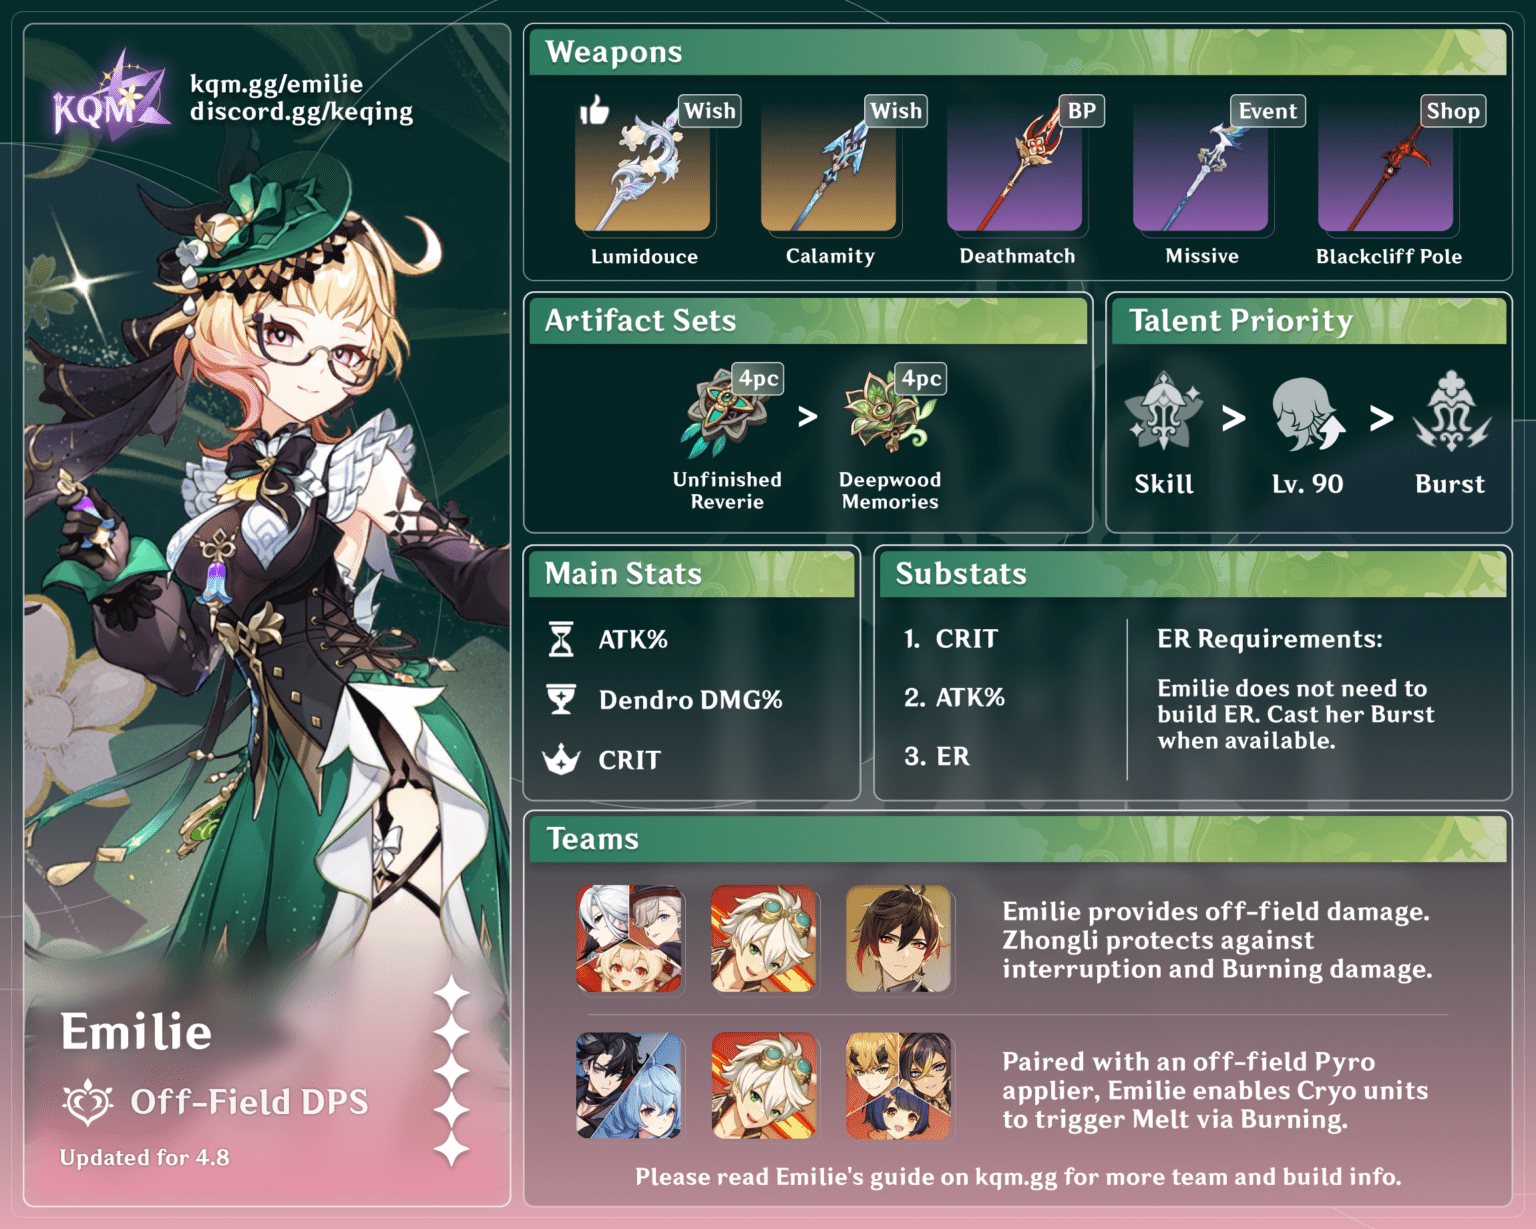 KQM
kqm.gg/emilie
discord.gg/keqing
Emilie
Off-Field DPS
Updated for 4.8
Weapons
Wish
Wish
BP
Event
Shop
Lumidouce
Calamity
Deathmatch
Missive
Blackcliff Pole
Artifact Sets
4pc
>
4pc
Unfinished
Reverie
Deepwood
Memories
Talent Priority
> >
Skill
Lv. 90
Burst
Main Stats
ATK%
Dendro DMG%
CRIT
Substats
1. CRIT
2. ATK%
3. ER
ER Requirements:
Emilie does not need to
build ER. Cast her Burst
when available.
Teams
Emilie provides off-field damage.
Zhongli protects against
interruption and Burning damage.
Paired with an off-field Pyro
applier, Emilie enables Cryo units
to trigger Melt via Burning.
Please read Emilie's guide on kqm.gg for more team and build info.